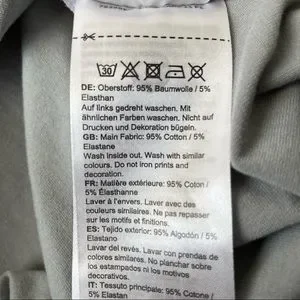 30
DE: Oberstoff: 95% Baumwolle / 5%
Elasthan
Auf links gedreht waschen. Mit
ähnlichen Farben waschen. Nicht auf
Drucken und Dekoration bügeln.
GB: Main Fabric: 95% Cotton / 5%
Elastane
Wash inside out. Wash with similar
colours. Do not iron prints and
decoration.
FR: Matière extérieure: 95% Coton /
5% Élasthanne
Laver à l'envers. Laver avec des
couleurs similaires. Ne pas repasser
sur les motifs et décorations.
ES: Tejido exterior: 95% Algodón / 5%
Elastano
Lavar del revés. Lavar con prendas de
colores similares. No planchar sobre
los estampados ni los motivos
decorativos.
IT: Tessuto principale: 95% Cotone /
5% Elastan